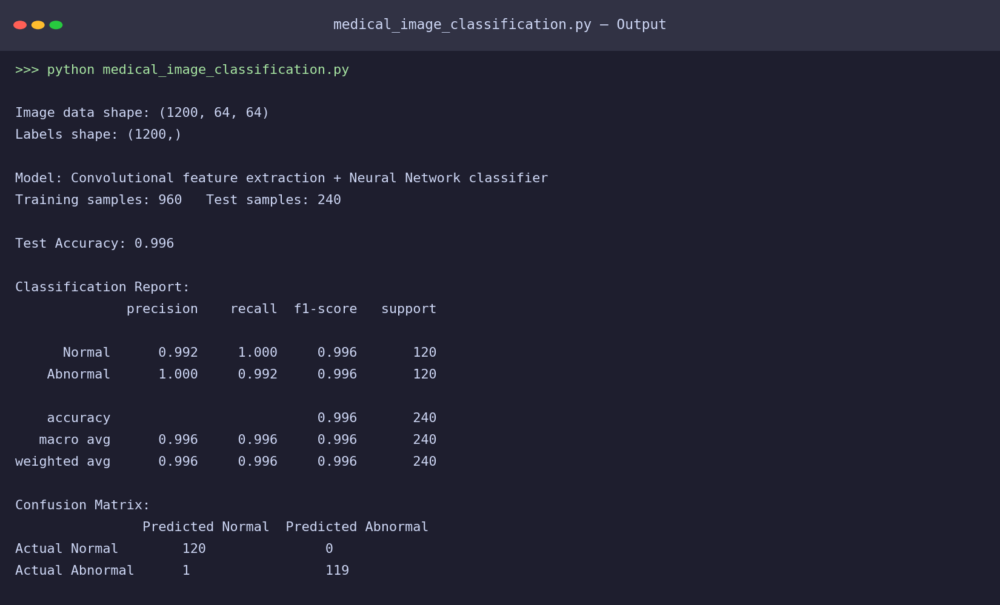 medical_image_classification.py — Output
>>> python medical_image_classification.py
Image data shape: (1200, 64, 64)
Labels shape: (1200,)
Model: Convolutional feature extraction + Neural Network classifier
Training samples: 960   Test samples: 240
Test Accuracy: 0.996
Classification Report:
              precision    recall  f1-score   support
      Normal      0.992     1.000     0.996       120
    Abnormal      1.000     0.992     0.996       120
    accuracy                          0.996       240
   macro avg      0.996     0.996     0.996       240
weighted avg      0.996     0.996     0.996       240
Confusion Matrix:
                Predicted Normal  Predicted Abnormal
Actual Normal        120               0
Actual Abnormal      1                 119